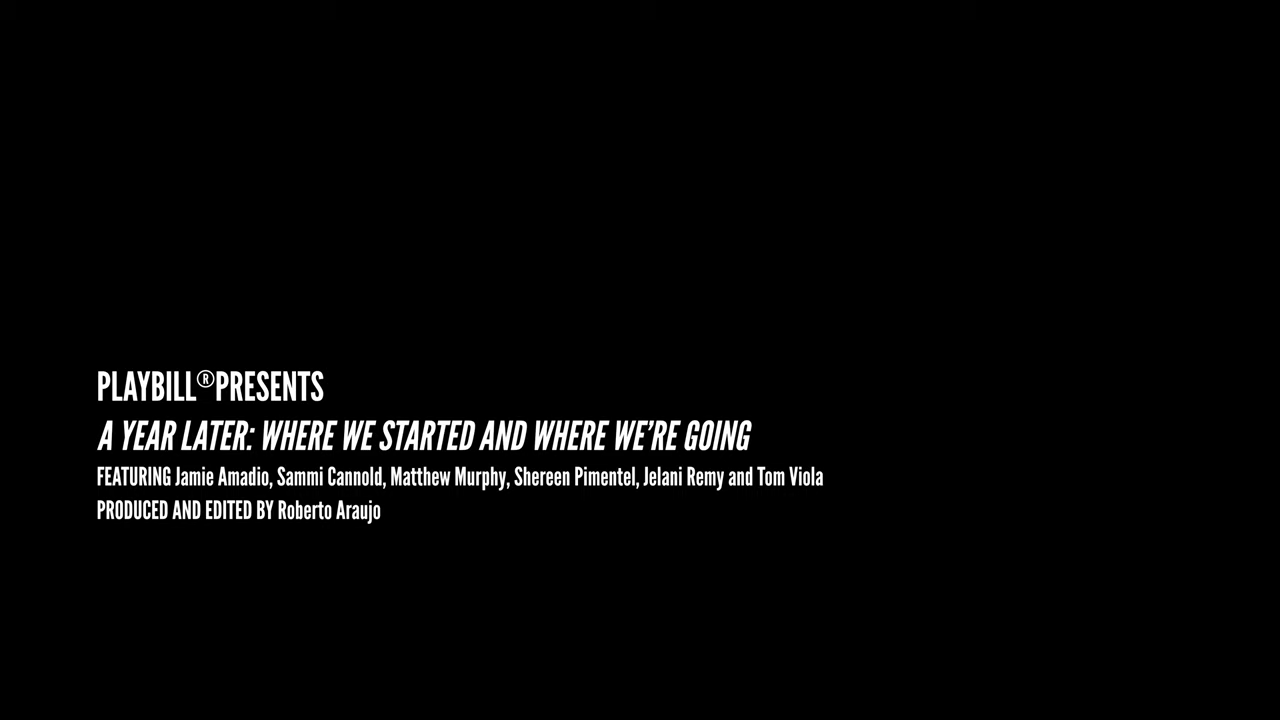 PLAYBILL®PRESENTS
A YEAR LATER: WHERE WE STARTED AND WHERE WE'RE GOING
FEATURING Jamie Amadio, Sammi Cannold, Matthew Murphy, Shereen Pimentel, Jelani Remy and Tom Viola
PRODUCED AND EDITED BY Roberto Araujo